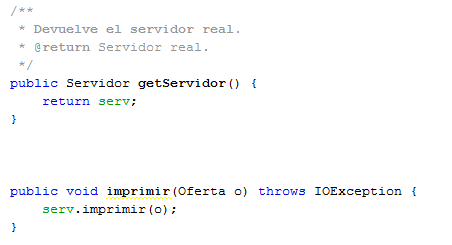 /**
 * Devuelve el servidor real.
 * @return Servidor real.
 */
public Servidor getServidor() {
    return serv;
}
public void imprimir(Oferta o) throws IOException {
    serv.imprimir(o);
}